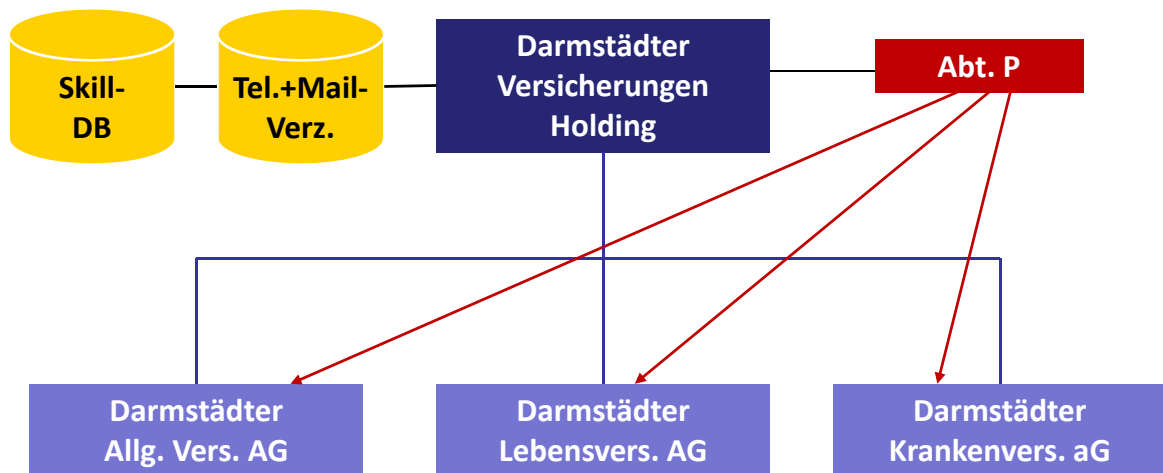 Skill-
DB
Tel.+Mail-
Verz.
Darmstädter
Versicherungen
Holding
Abt. P
Darmstädter
Allg. Vers. AG
Darmstädter
Lebensvers. AG
Darmstädter
Krankenvers. aG